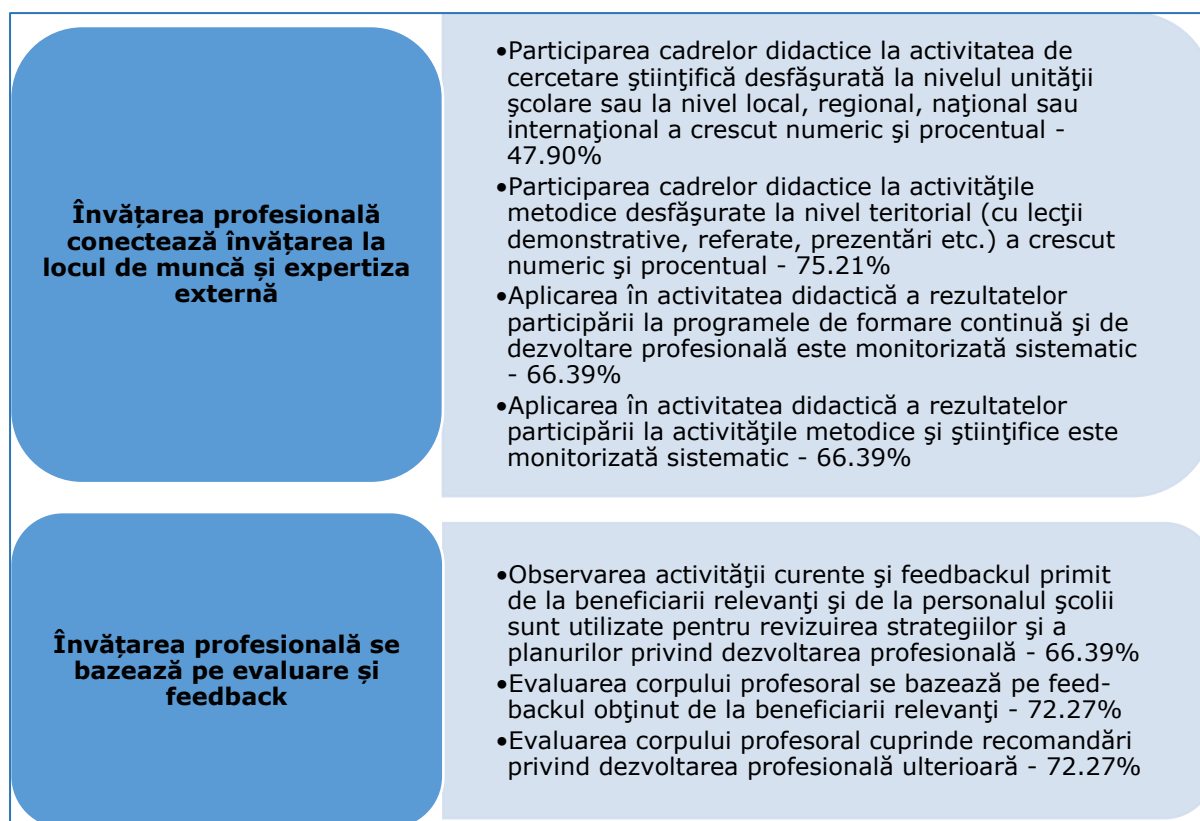 Învățarea profesională
conectează învățarea la
locul de muncă și expertiza
externă
•Participarea cadrelor didactice la activitatea de
cercetare ştiinţifică desfăşurată la nivelul unităţii
şcolare sau la nivel local, regional, naţional sau
internaţional a crescut numeric şi procentual -
47.90%
•Participarea cadrelor didactice la activităţile
metodice desfăşurate la nivel teritorial (cu lecţii
demonstrative, referate, prezentări etc.) a crescut
numeric şi procentual - 75.21%
•Aplicarea în activitatea didactică a rezultatelor
participării la programele de formare continuă şi de
dezvoltare profesională este monitorizată sistematic
- 66.39%
•Aplicarea în activitatea didactică a rezultatelor
participării la activităţile metodice şi ştiinţifice este
monitorizată sistematic - 66.39%
Învățarea profesională se
bazează pe evaluare și
feedback
•Observarea activităţii curente şi feedbackul primit
de la beneficiarii relevanţi şi de la personalul şcolii
sunt utilizate pentru revizuirea strategiilor şi a
planurilor privind dezvoltarea profesională - 66.39%
•Evaluarea corpului profesoral se bazează pe feed-
backul obţinut de la beneficiarii relevanţi - 72.27%
•Evaluarea corpului profesoral cuprinde recomandări
privind dezvoltarea profesională ulterioară - 72.27%